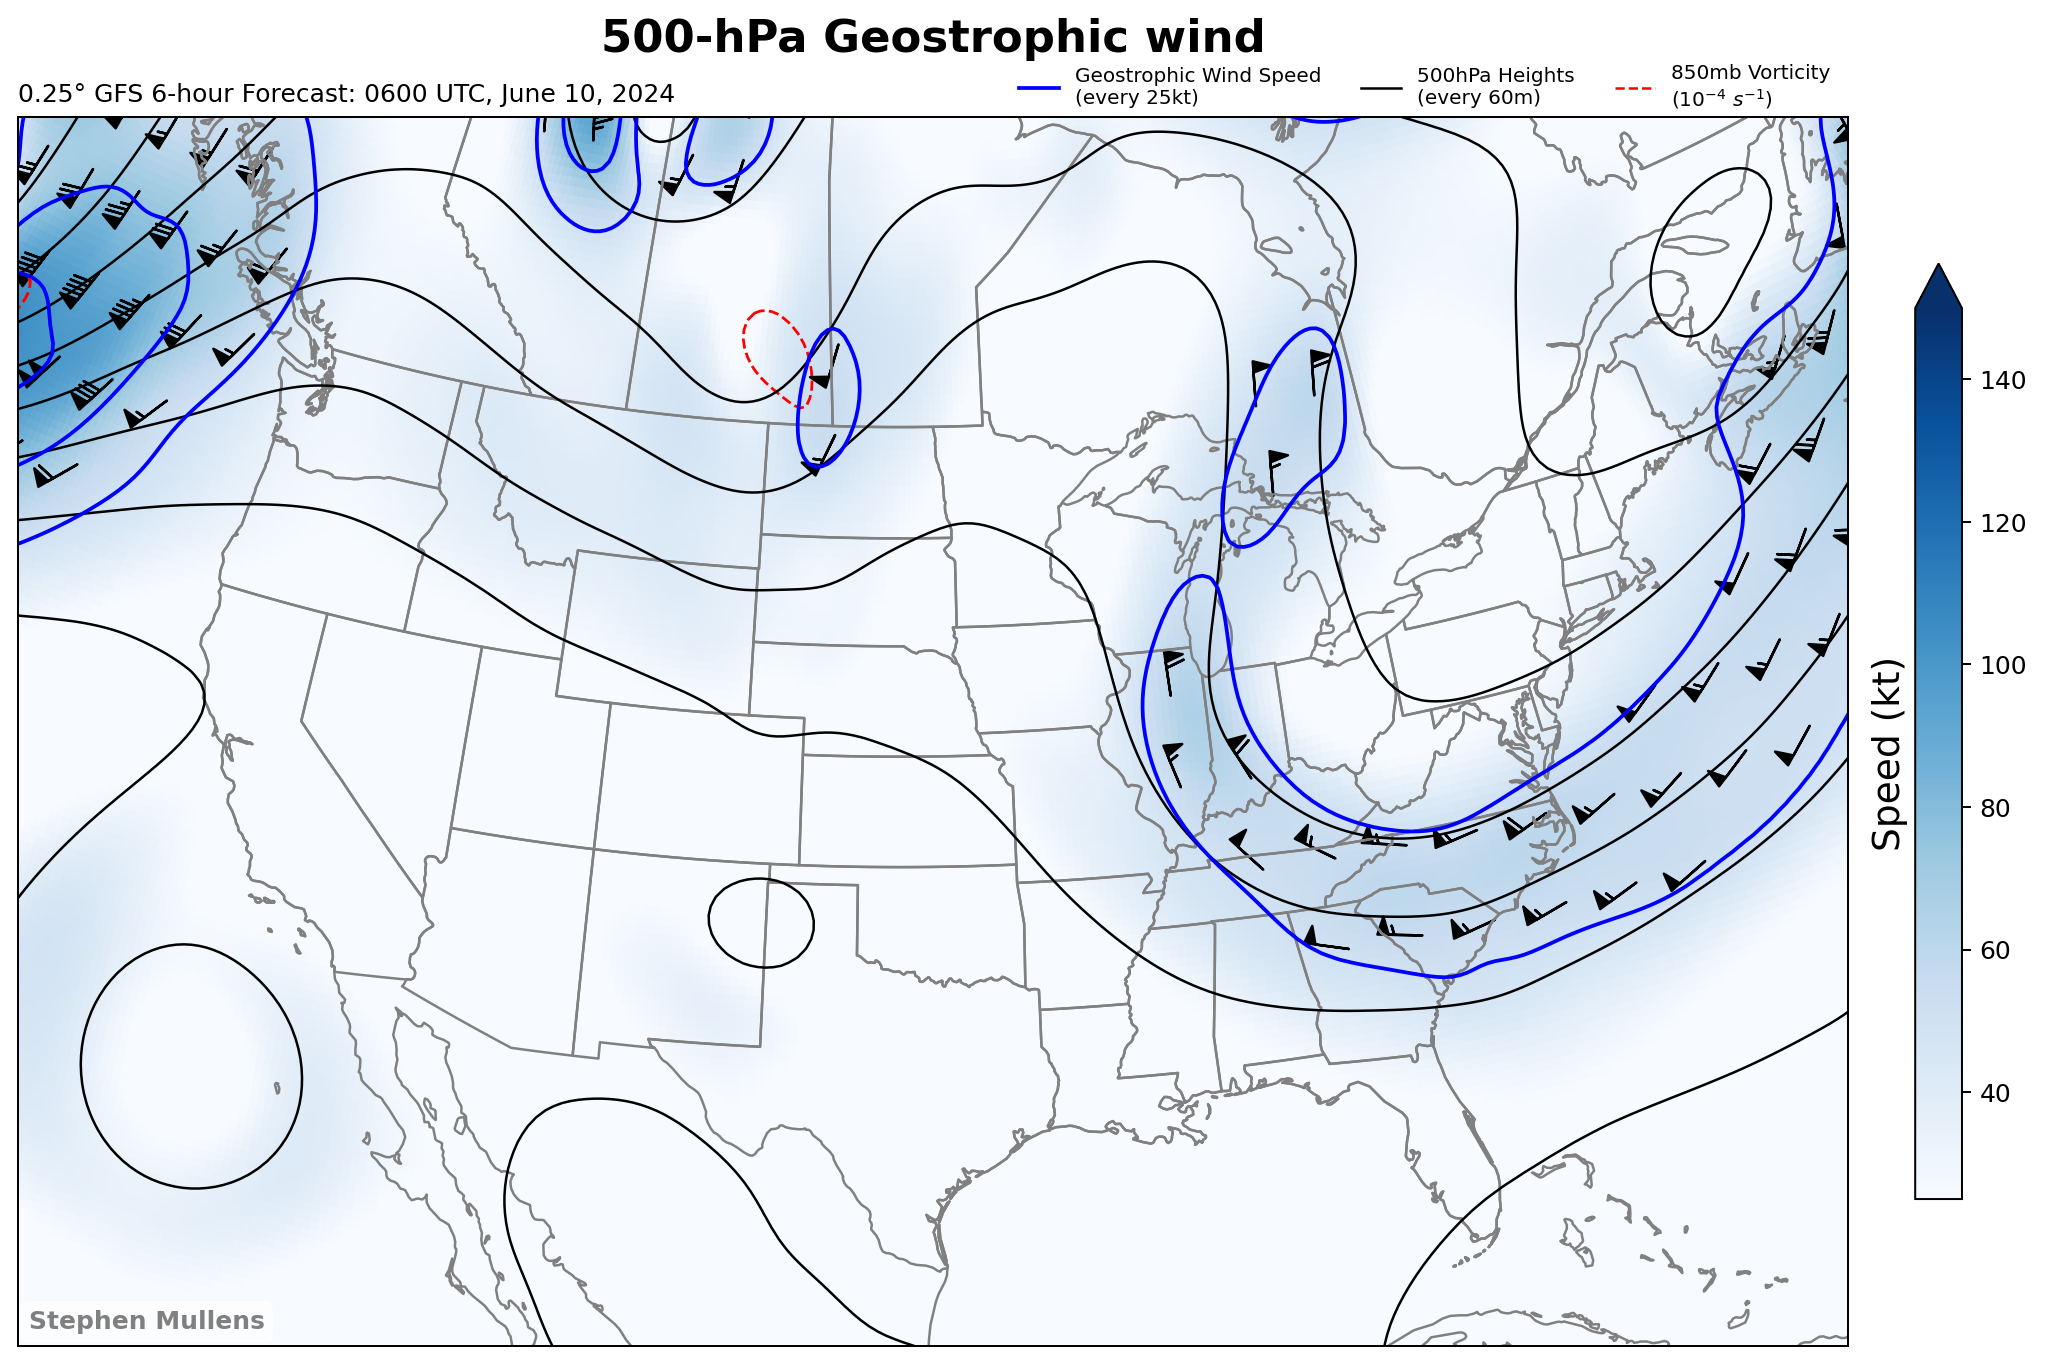 500-hPa Geostrophic wind
0.25° GFS 6-hour Forecast: 0600 UTC, June 10, 2024
Geostrophic Wind Speed
(every 25kt)
500hPa Heights
(every 60m)
850mb Vorticity
(10⁻⁴ s⁻¹)
140
120
100
80
60
40
Speed (kt)
Stephen Mullens